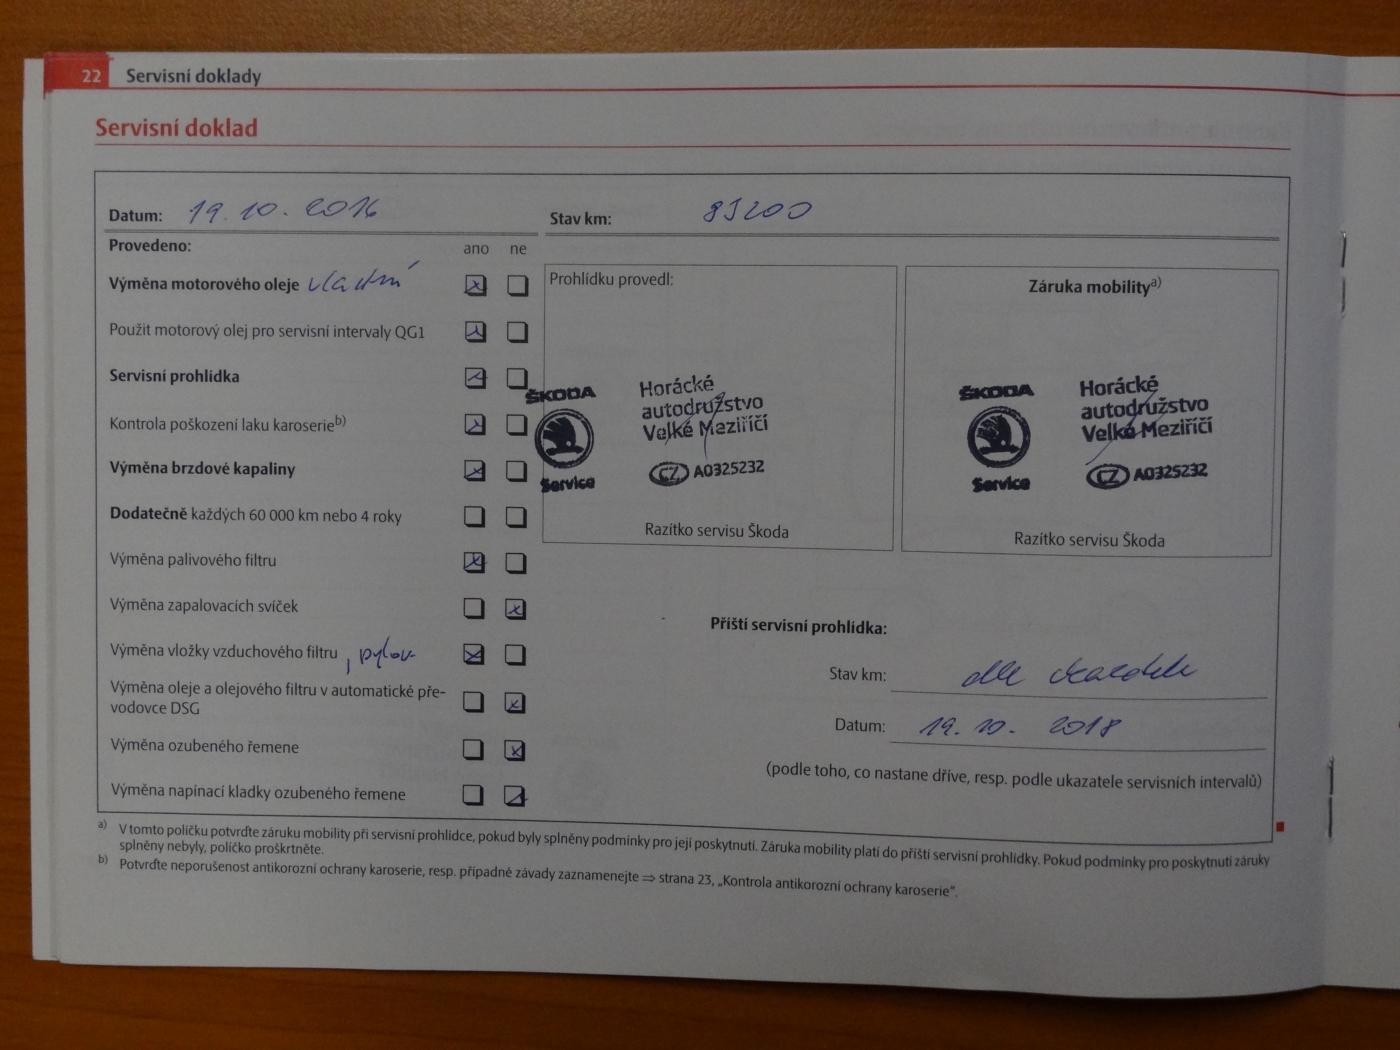 22 Servisní doklady
Servisní doklad
Datum: 19. 10. 2016
Stav km: 85200
Provedeno: ano ne
Výměna motorového oleje vlastní
Použit motorový olej pro servisní intervaly QG1
Servisní prohlídka
Kontrola poškození laku karoserie b)
Výměna brzdové kapaliny
Dodatečně každých 60 000 km nebo 4 roky
Výměna palivového filtru
Výměna zapalovacích svíček
Výměna vložky vzduchového filtru, pylov
Výměna oleje a olejového filtru v automatické pře-
vodovce DSG
Výměna ozubeného řemene
Výměna napínací kladky ozubeného řemene
Prohlídku provedl:
ŠKODA
Service
Horácké
autodružstvo
Velké Meziříčí
CZ A0325232
Razítko servisu Škoda
Záruka mobility a)
ŠKODA
Service
Horácké
autodružstvo
Velké Meziříčí
CZ A0325232
Razítko servisu Škoda
Příští servisní prohlídka:
Stav km: dle
Datum: 19. 10. 2018
(podle toho, co nastane dříve, resp. podle ukazatele servisních intervalů)
a) V tomto políčku potvrďte záruku mobility při servisní prohlídce, pokud byly splněny podmínky pro její poskytnutí. Záruka mobility platí do příští servisní prohlídky. Pokud podmínky pro poskytnutí záruky
splněny nebyly, políčko proškrtněte.
b) Potvrďte neporušenost antikorozní ochrany karoserie, resp. případné závady zaznamenejte ⇒ strana 23, „Kontrola antikorozní ochrany karoserie“.